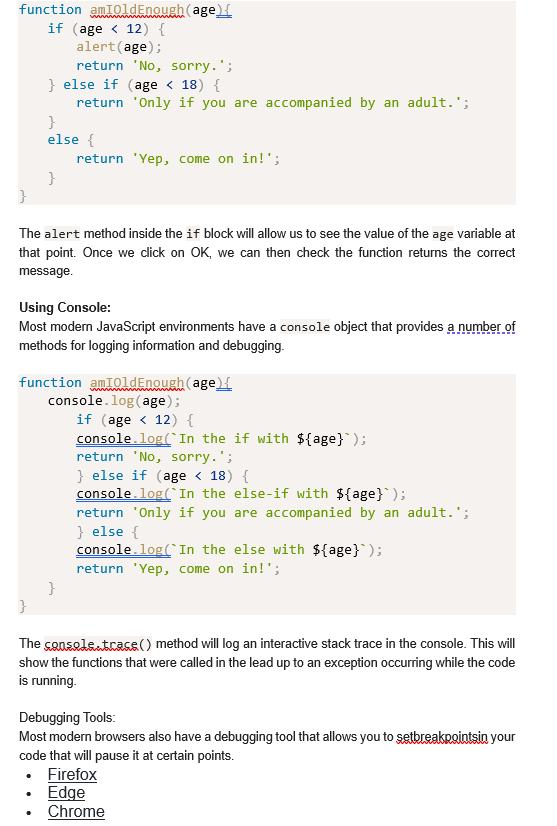 function amIOldEnough(age){
if (age < 12) {
alert(age);
return 'No, sorry.';
} else if (age < 18) {
return 'Only if you are accompanied by an adult.';
}
else {
return 'Yep, come on in!';
}
}
The alert method inside the if block will allow us to see the value of the age variable at
that point. Once we click on OK, we can then check the function returns the correct
message.
Using Console:
Most modern JavaScript environments have a console object that provides a number of
methods for logging information and debugging.
function amIOldEnough(age){
console.log(age);
if (age < 12) {
console.log(`In the if with ${age}`);
return 'No, sorry.';
} else if (age < 18) {
console.log(`In the else-if with ${age}`);
return 'Only if you are accompanied by an adult.';
} else {
console.log(`In the else with ${age}`);
return 'Yep, come on in!';
}
}
The console.trace() method will log an interactive stack trace in the console. This will
show the functions that were called in the lead up to an exception occurring while the code
is running.
Debugging Tools:
Most modern browsers also have a debugging tool that allows you to setbreakpointsin your
code that will pause it at certain points.
• Firefox
• Edge
• Chrome